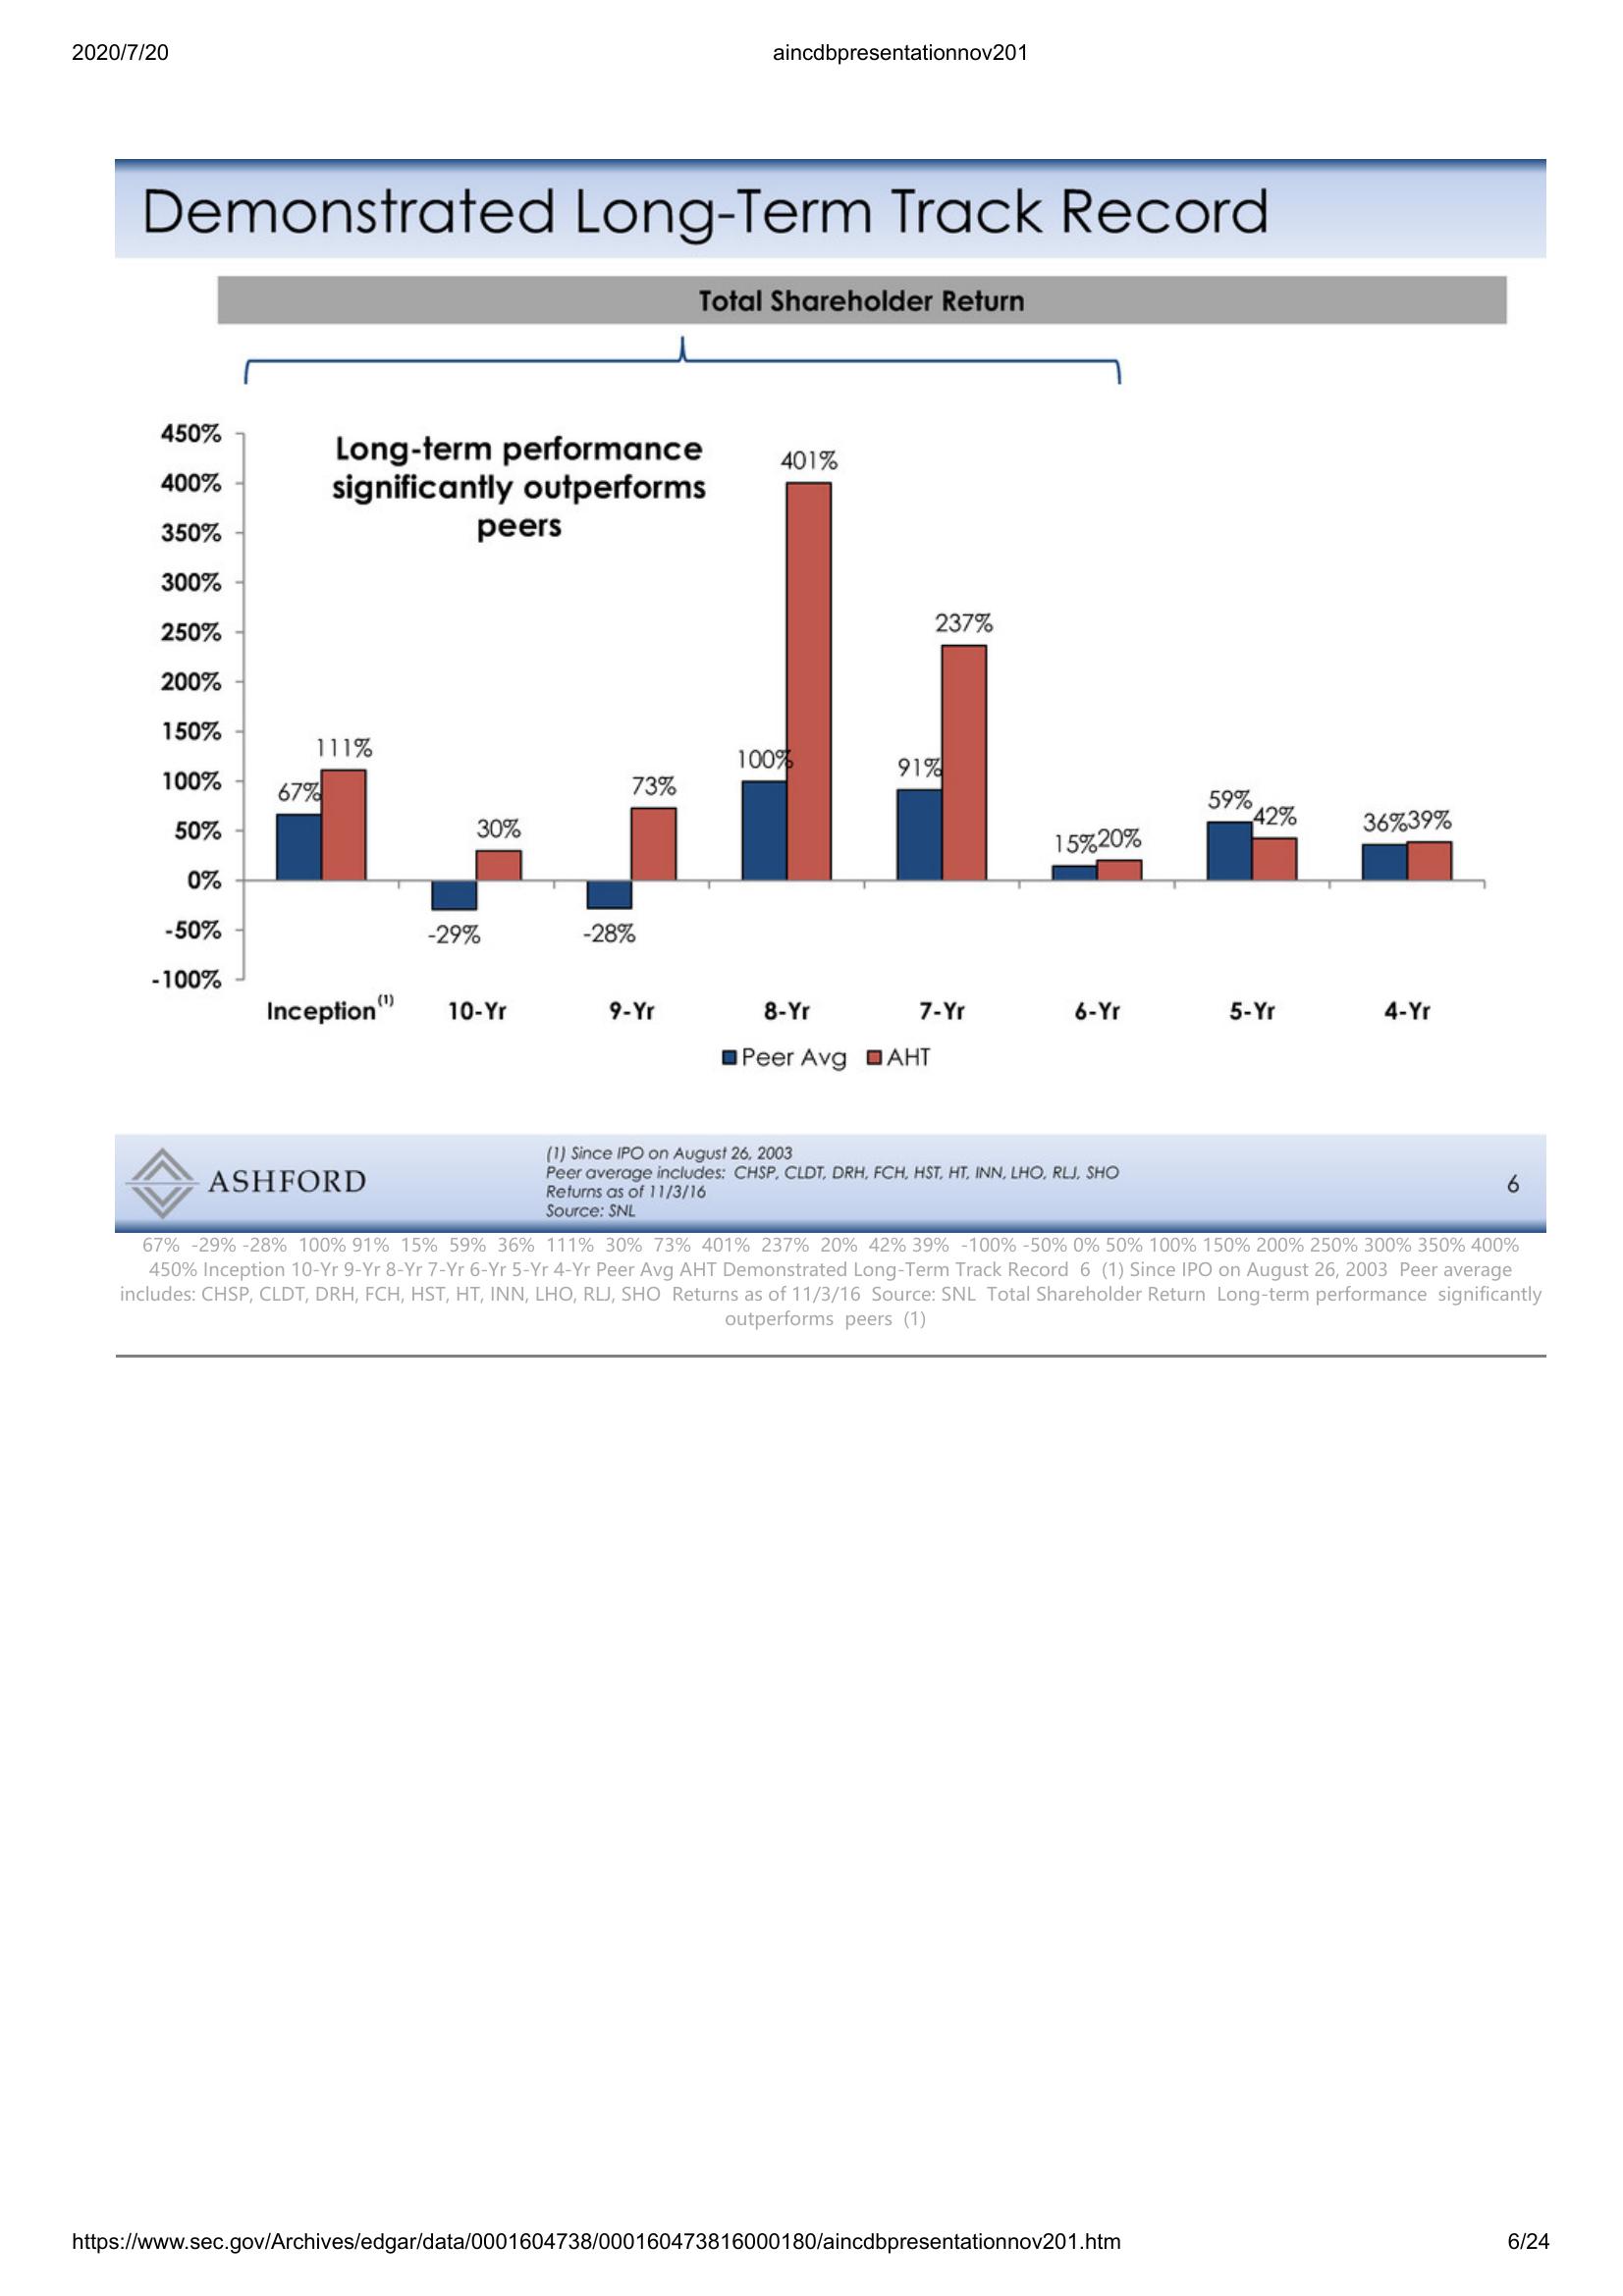 2020/7/20 aincdbpresentationnov201
Demonstrated Long-Term Track Record
Total Shareholder Return
Long-term performance
significantly outperforms
peers
450%
400%
350%
300%
250%
200%
150%
100%
50%
0%
-50%
-100%
67% 111%
-29% 30%
-28% 73%
100% 401%
91% 237%
15% 20%
59% 42%
36% 39%
Inception(1) 10-Yr 9-Yr 8-Yr 7-Yr 6-Yr 5-Yr 4-Yr
Peer Avg AHT
ASHFORD
(1) Since IPO on August 26, 2003
Peer average includes: CHSP, CLDT, DRH, FCH, HST, HT, INN, LHO, RLJ, SHO
Returns as of 11/3/16
Source: SNL
6
67% -29% -28% 100% 91% 15% 59% 36% 111% 30% 73% 401% 237% 20% 42% 39% -100% -50% 0% 50% 100% 150% 200% 250% 300% 350% 400%
450% Inception 10-Yr 9-Yr 8-Yr 7-Yr 6-Yr 5-Yr 4-Yr Peer Avg AHT Demonstrated Long-Term Track Record 6 (1) Since IPO on August 26, 2003 Peer average
includes: CHSP, CLDT, DRH, FCH, HST, HT, INN, LHO, RLJ, SHO Returns as of 11/3/16 Source: SNL Total Shareholder Return Long-term performance significantly
outperforms peers (1)
https://www.sec.gov/Archives/edgar/data/0001604738/000160473816000180/aincdbpresentationnov201.htm 6/24